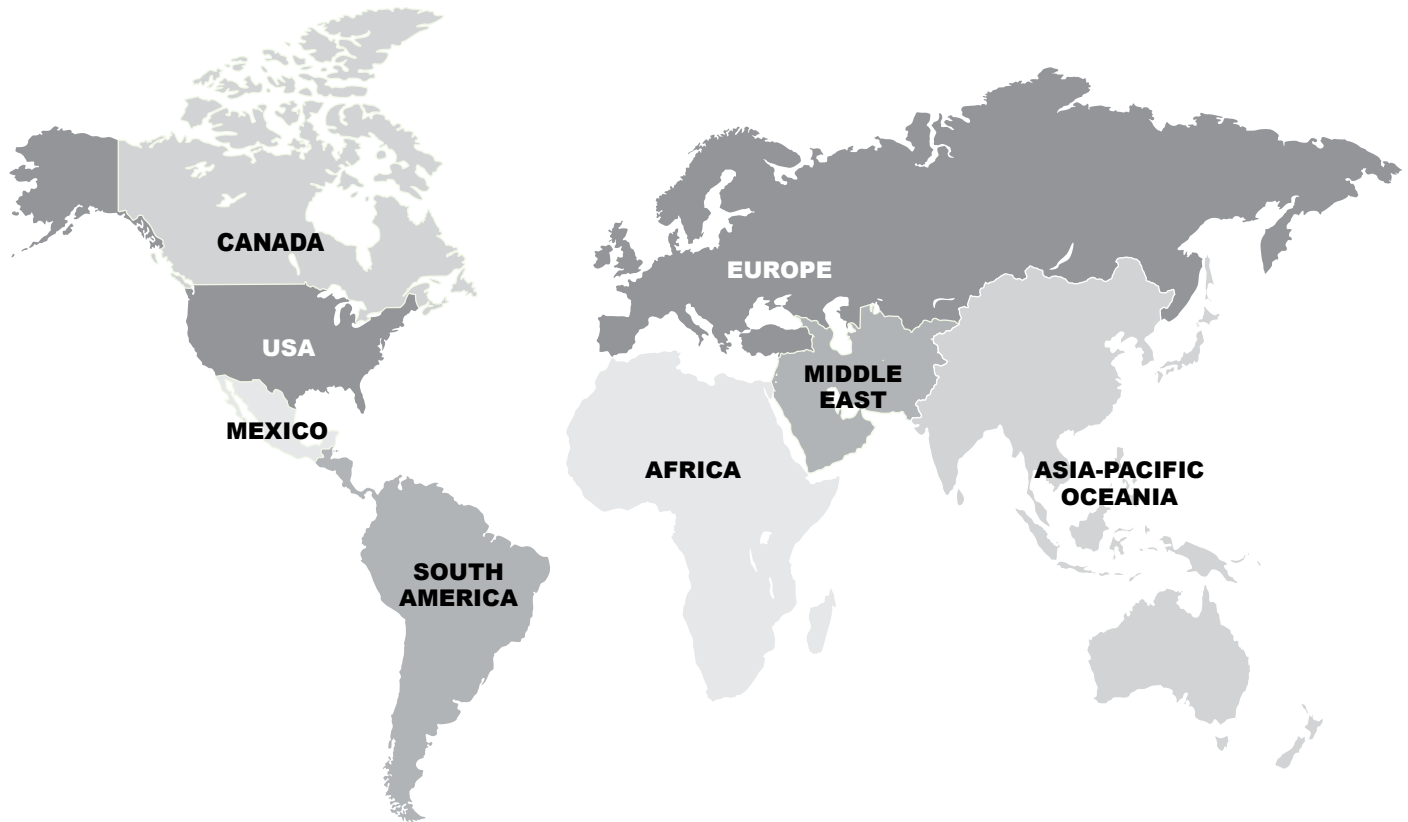 CANADA
USA
MEXICO
SOUTH
AMERICA
EUROPE
MIDDLE
EAST
AFRICA
ASIA-PACIFIC
OCEANIA